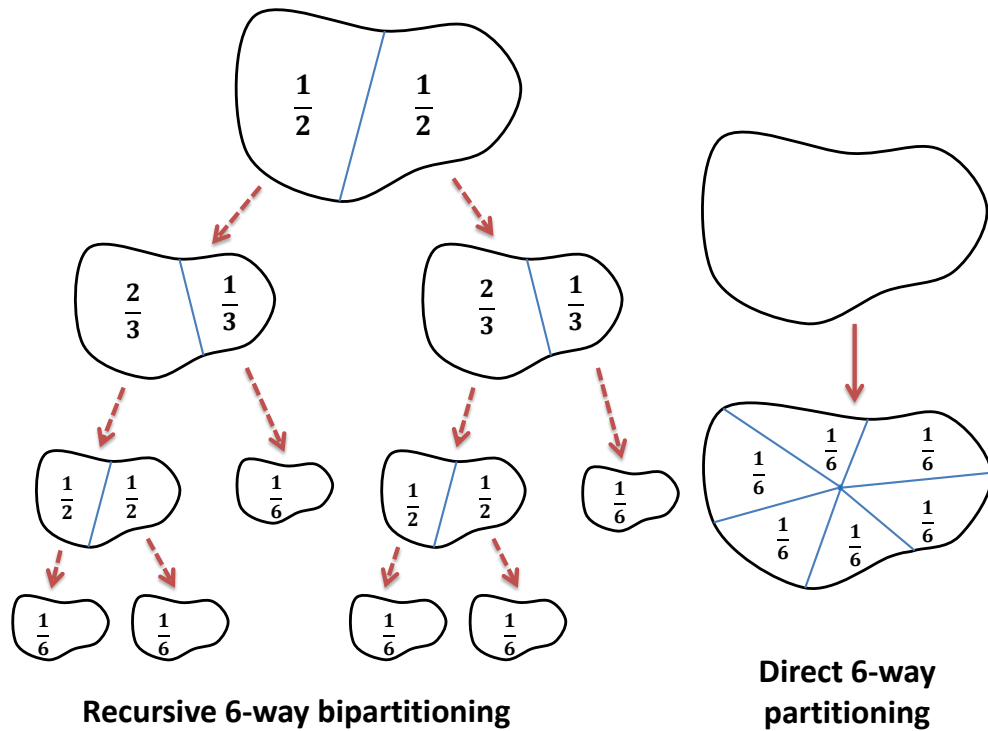 1/2 1/2
2/3 1/3 2/3 1/3
1/2 1/2 1/6 1/2 1/2 1/6
1/6 1/6 1/6 1/6
Recursive 6-way bipartitioning
1/6 1/6 1/6
1/6 1/6 1/6
Direct 6-way
partitioning